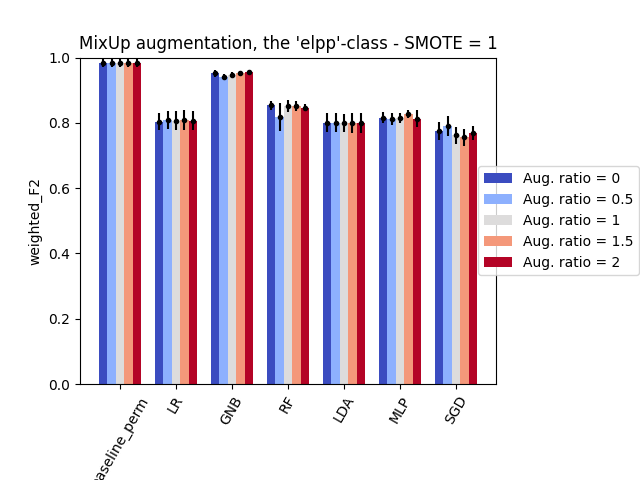 MixUp augmentation, the 'elpp'-class - SMOTE = 1
weighted_F2
1.0
0.8
0.6
0.4
0.2
0.0
Aug. ratio = 0
Aug. ratio = 0.5
Aug. ratio = 1
Aug. ratio = 1.5
Aug. ratio = 2
aseline_perm
LR
GNB
RF
LDA
MLP
SGD